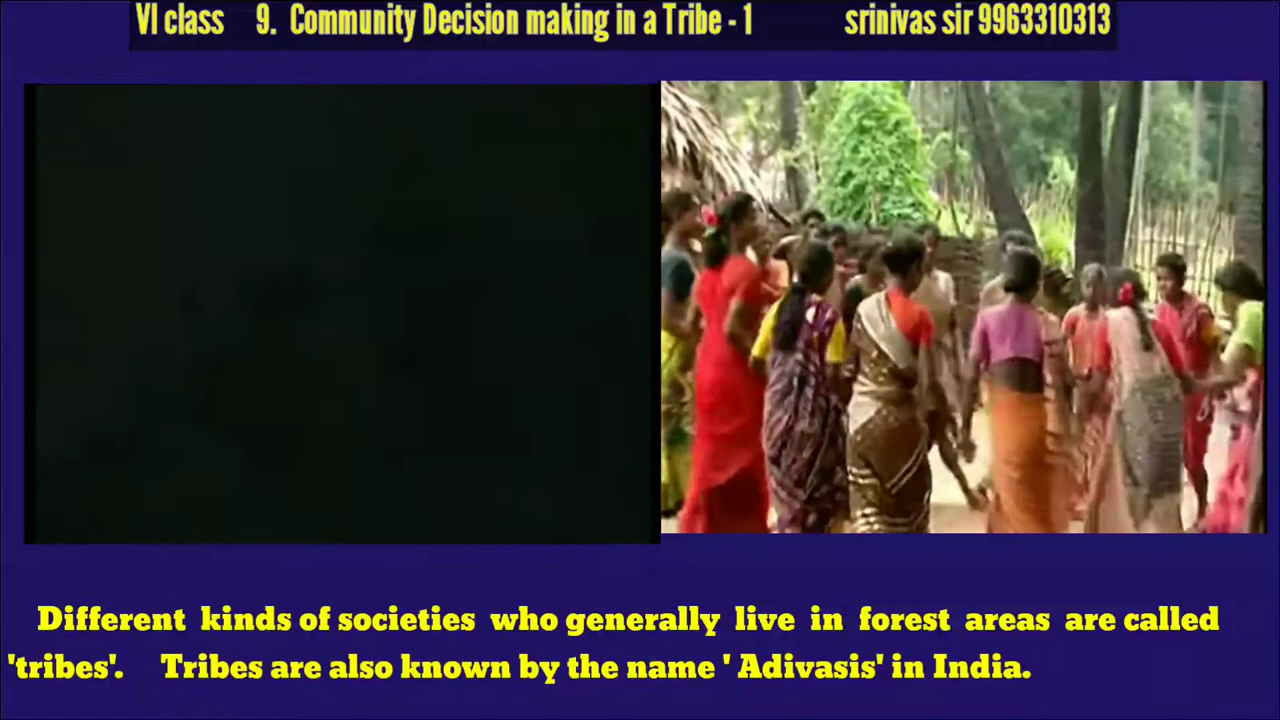 VI class 9. Community Decision making in a Tribe - 1 srinivas sir 9963310313
Different kinds of societies who generally live in forest areas are called
'tribes'. Tribes are also known by the name ' Adivasis' in India.